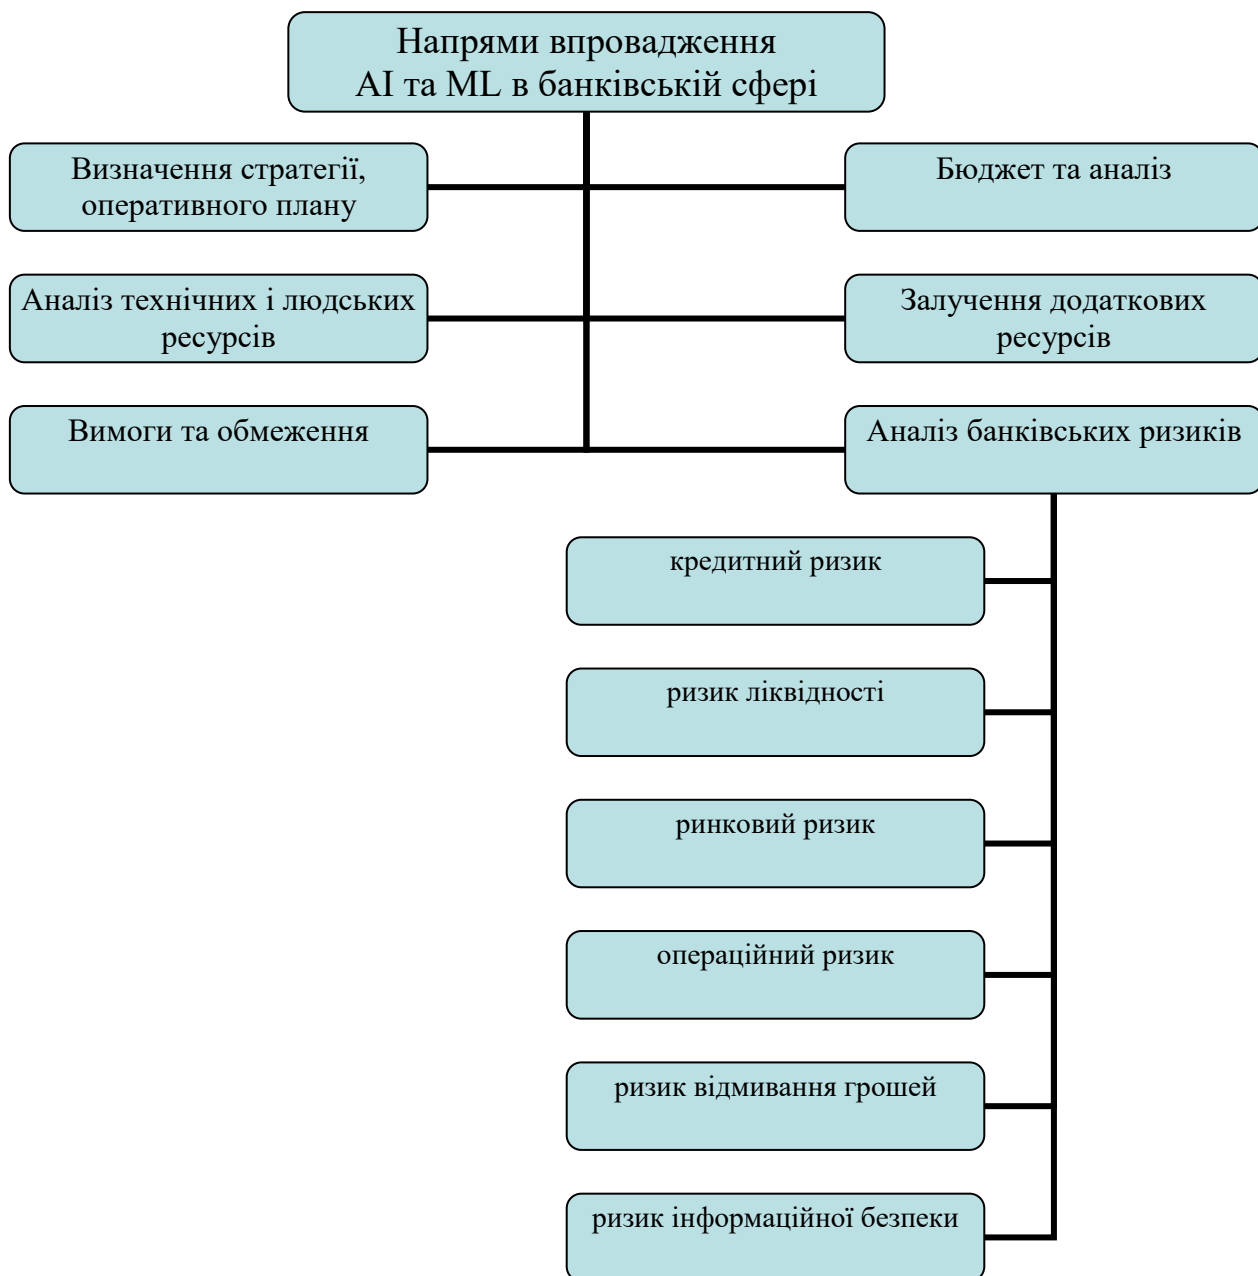 Напрями впровадження
AI та ML в банківській сфері
Визначення стратегії,
оперативного плану
Бюджет та аналіз
Аналіз технічних і людських
ресурсів
Залучення додаткових
ресурсів
Вимоги та обмеження
Аналіз банківських ризиків
кредитний ризик
ризик ліквідності
ринковий ризик
операційний ризик
ризик відмивання грошей
ризик інформаційної безпеки